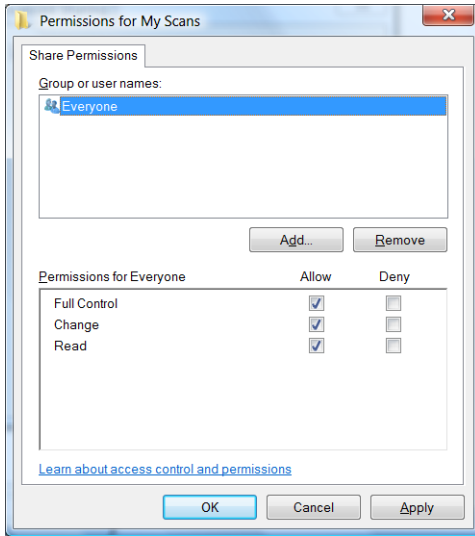 Permissions for My Scans
Share Permissions
Group or user names:
Everyone
Add...
Remove
Permissions for Everyone Allow Deny
Full Control
Change
Read
Learn about access control and permissions
OK Cancel Apply